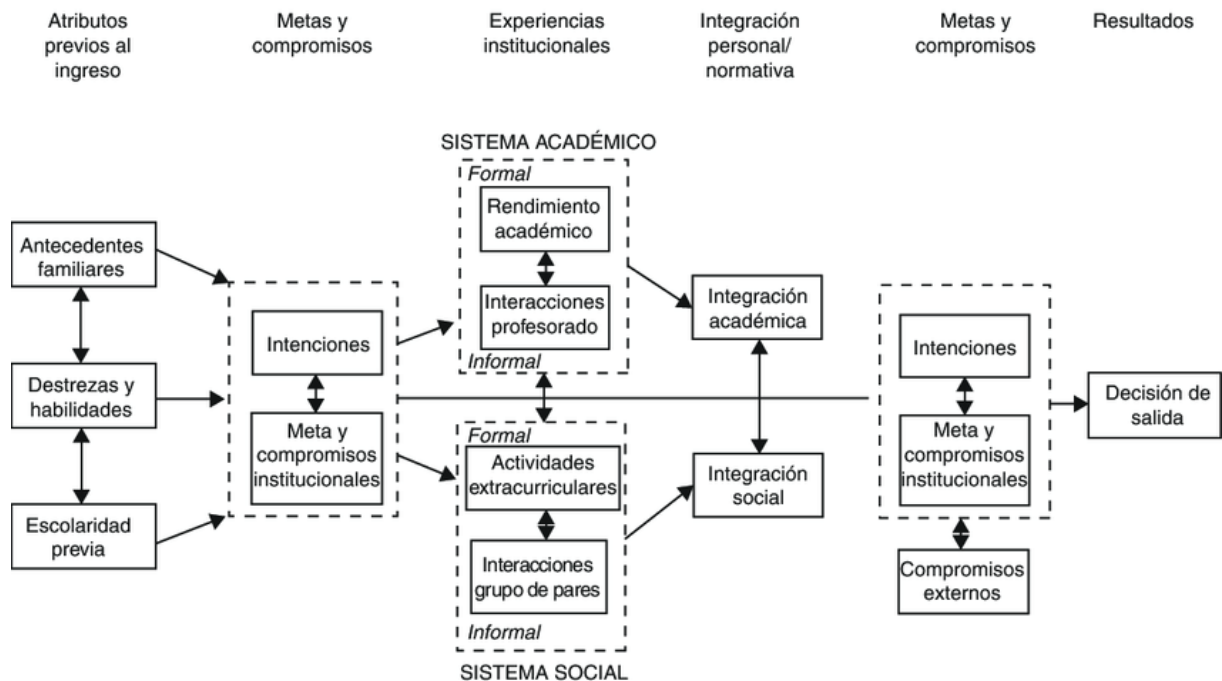 Atributos
previos al
ingreso
Metas y
compromisos
Experiencias
institucionales
Integración
personal/
normativa
Metas y
compromisos
Resultados
Antecedentes
familiares
Destrezas y
habilidades
Escolaridad
previa
Intenciones
Meta y
compromisos
institucionales
SISTEMA ACADÉMICO
Formal
Rendimiento
académico
Interacciones
profesorado
Informal
Formal
Actividades
extracurriculares
Interacciones
grupo de pares
Informal
SISTEMA SOCIAL
Integración
académica
Integración
social
Intenciones
Meta y
compromisos
institucionales
Compromisos
externos
Decisión de
salida